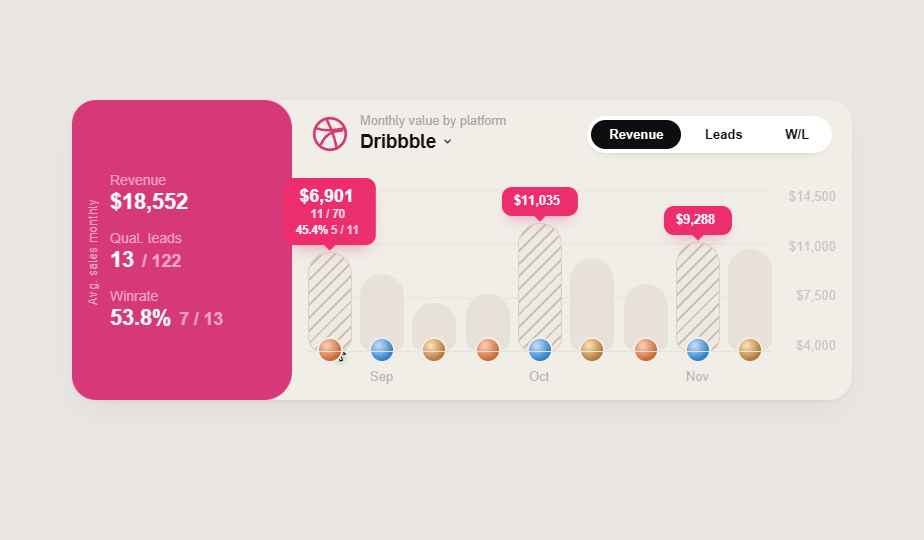 Avg. sales monthly
Revenue
$18,552
Qual. leads
13 / 122
Winrate
53.8% 7 / 13
Monthly value by platform
Dribbble
Revenue
Leads
W/L
$6,901
11 / 70
45.4% 5 / 11
$11,035
$9,288
$14,500
$11,000
$7,500
$4,000
Sep
Oct
Nov